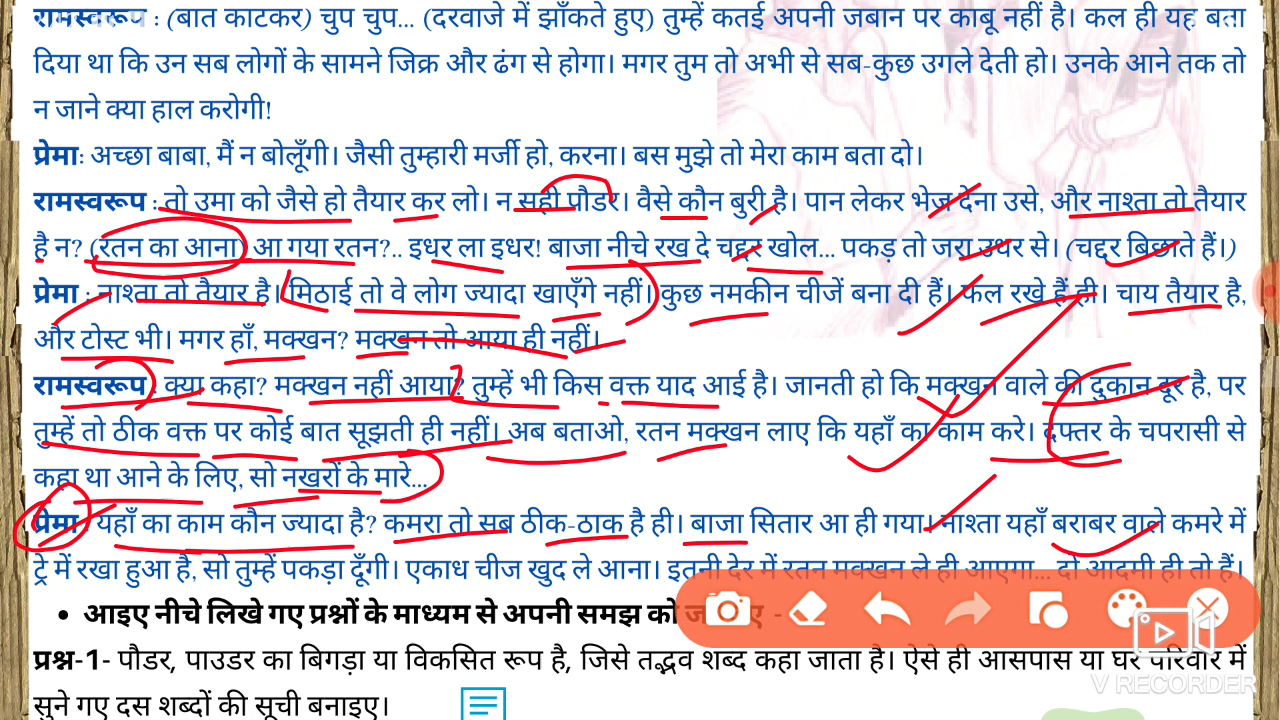 रामस्वरूप : (बात काटकर) चुप चुप... (दरवाजे में झाँकते हुए) तुम्हें कतई अपनी जबान पर काबू नहीं है। कल ही यह बता
दिया था कि उन सब लोगों के सामने जिक्र और ढंग से होगा। मगर तुम तो अभी से सब-कुछ उगले देती हो। उनके आने तक तो
न जाने क्या हाल करोगी!
प्रेमा: अच्छा बाबा, मैं न बोलूँगी। जैसी तुम्हारी मर्जी हो, करना। बस मुझे तो मेरा काम बता दो।
रामस्वरूप : तो उमा को जैसे हो तैयार कर लो। न सही पौडर। वैसे कौन बुरी है। पान लेकर भेज देना उसे, और नाश्ता तो तैयार
है न? (रतन का आना) आ गया रतन?.. इधर ला इधर! बाजा नीचे रख दे चद्दर खोल... पकड़ तो जरा उधर से। (चद्दर बिछाते हैं।)
प्रेमा : नाश्ता तो तैयार है। मिठाई तो वे लोग ज्यादा खाएँगे नहीं। कुछ नमकीन चीजें बना दी हैं। फल रखे हैं ही। चाय तैयार है,
और टोस्ट भी। मगर हाँ, मक्खन? मक्खन तो आया ही नहीं।
रामस्वरूप : क्या कहा? मक्खन नहीं आया? तुम्हें भी किस वक्त याद आई है। जानती हो कि मक्खन वाले की दुकान दूर है, पर
तुम्हें तो ठीक वक्त पर कोई बात सूझती ही नहीं। अब बताओ, रतन मक्खन लाए कि यहाँ का काम करे। दफ्तर के चपरासी से
कहा था आने के लिए, सो नखरों के मारे...
प्रेमा : यहाँ का काम कौन ज्यादा है? कमरा तो सब ठीक-ठाक है ही। बाजा सितार आ ही गया। नाश्ता यहाँ बराबर वाले कमरे में
ट्रे में रखा हुआ है, सो तुम्हें पकड़ा दूँगी। एकाध चीज खुद ले आना। इतनी देर में रतन मक्खन ले ही आएगा... दो आदमी ही तो हैं।
• आइए नीचे लिखे गए प्रश्नों के माध्यम से अपनी समझ को -
प्रश्न-1- पौडर, पाउडर का बिगड़ा या विकसित रूप है, जिसे तद्भव शब्द कहा जाता है। ऐसे ही आसपास या घर परिवार में
सुने गए दस शब्दों की सूची बनाइए।
V RECORDER